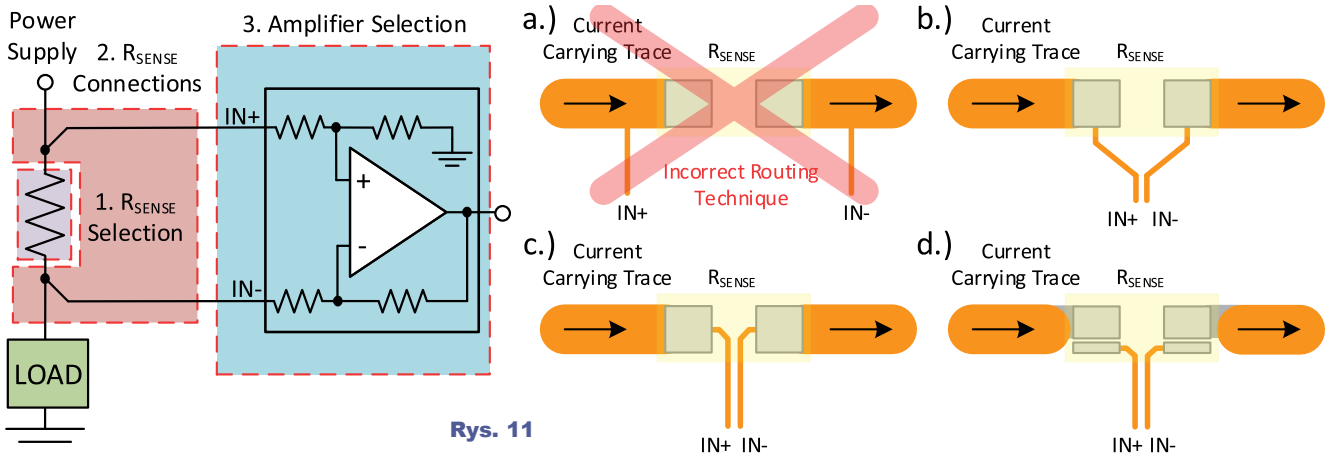 Power
Supply
2. RSENSE
Connections
3. Amplifier Selection
IN+
+
1. RSENSE
Selection
-
IN-
LOAD
Rys. 11
a.)
Current
Carrying Trace
RSENSE
Incorrect Routing
Technique
IN+
IN-
b.)
Current
Carrying Trace
RSENSE
IN+ IN-
c.)
Current
Carrying Trace
RSENSE
IN+ IN-
d.)
Current
Carrying Trace
RSENSE
IN+ IN-